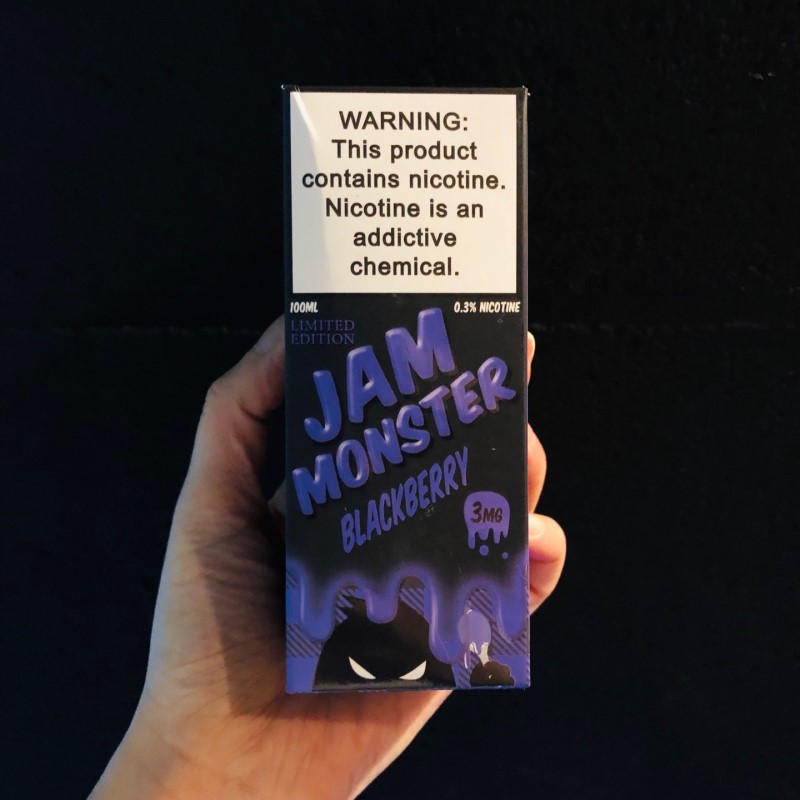 WARNING:
This product
contains nicotine.
Nicotine is an
addictive
chemical.
100ML 0.3% NICOTINE
LIMITED
EDITION
JAM
MONSTER
BLACKBERRY
3MG